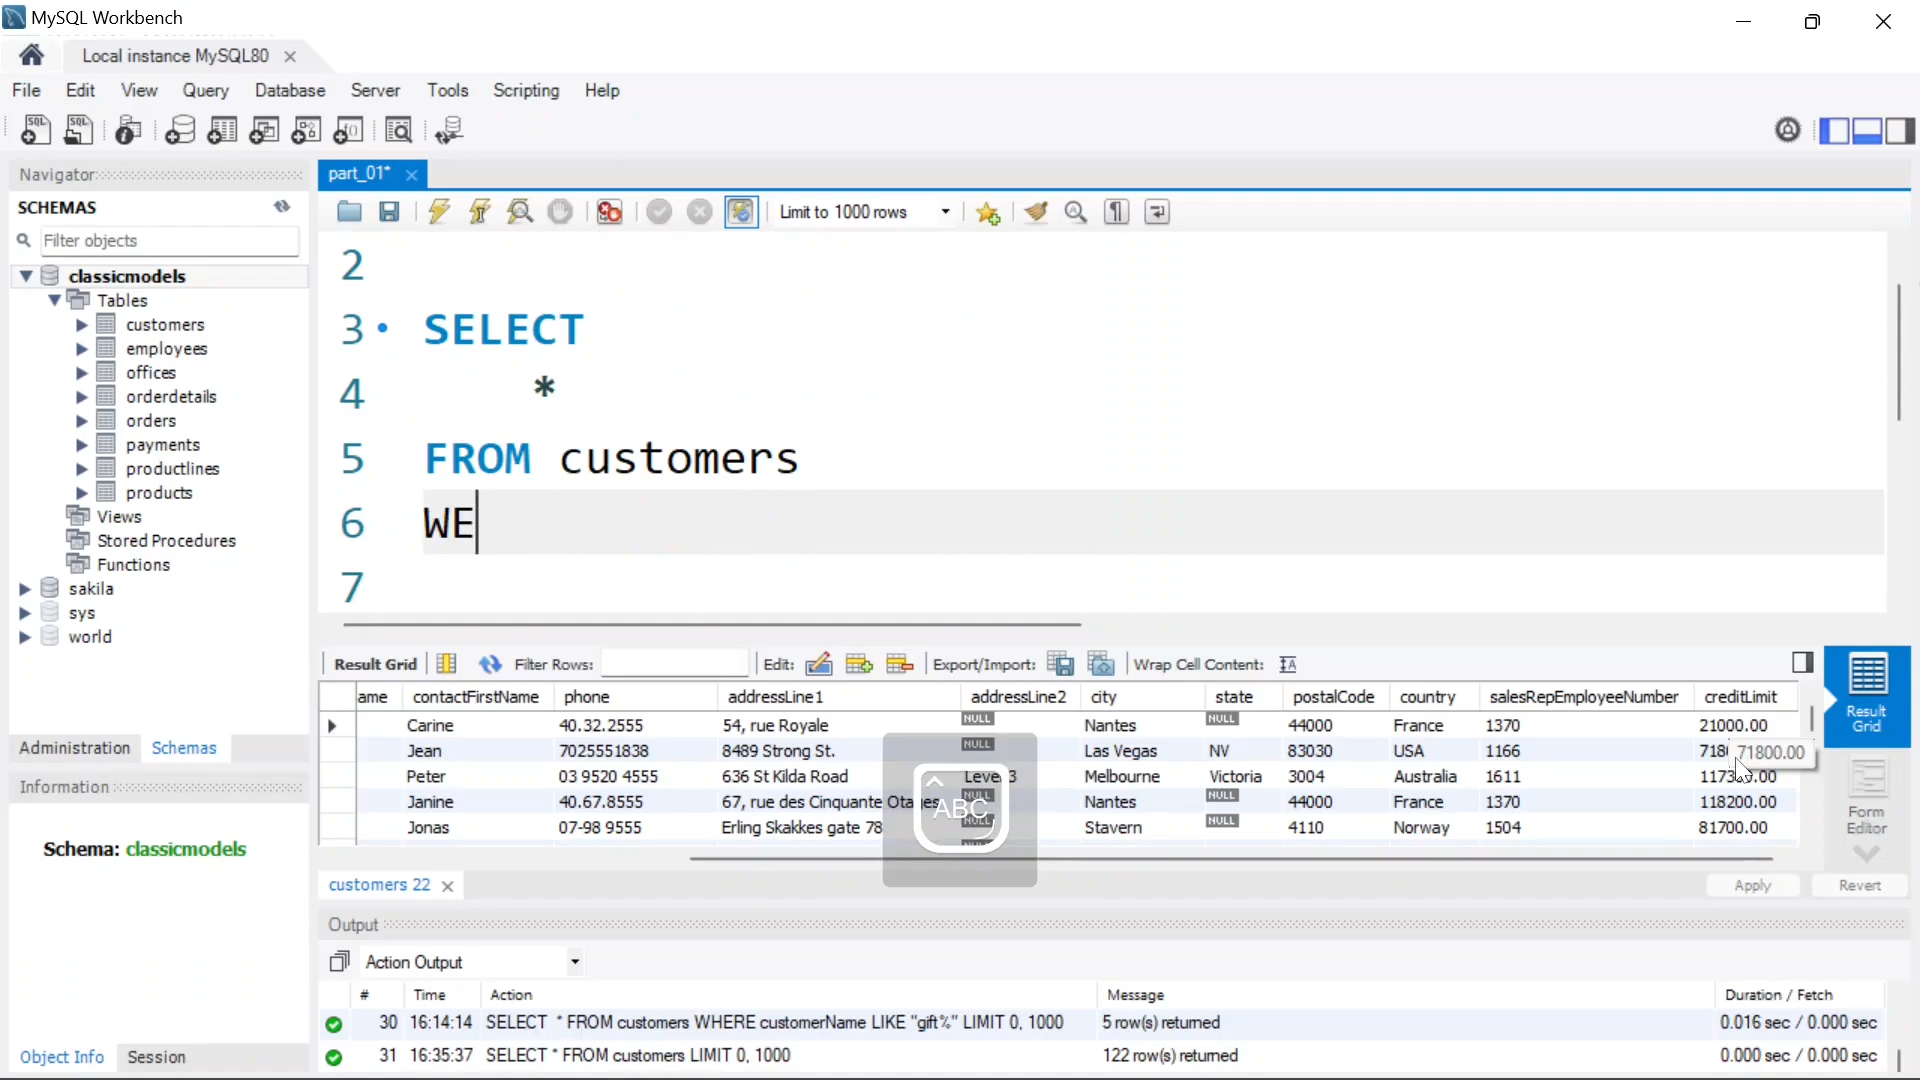 MySQL Workbench
Local instance MySQL80
File Edit View Query Database Server Tools Scripting Help
Navigator
SCHEMAS
Filter objects
classicmodels
Tables
customers
employees
offices
orderdetails
orders
payments
productlines
products
Views
Stored Procedures
Functions
sakila
sys
world
Administration Schemas
Information
Schema: classicmodels
Object Info Session
part_01*
Limit to 1000 rows
2
3 SELECT
4 *
5 FROM customers
6 WE
7
Result Grid Filter Rows: Edit: Export/Import: Wrap Cell Content:
ame contactFirstName phone addressLine1 addressLine2 city state postalCode country salesRepEmployeeNumber creditLimit
Carine 40.32.2555 54, rue Royale NULL Nantes NULL 44000 France 1370 21000.00
Jean 7025551838 8489 Strong St. NULL Las Vegas NV 83030 USA 1166 718 71800.00
Peter 03 9520 4555 636 St Kilda Road Level 3 Melbourne Victoria 3004 Australia 1611
Janine 40.67.8555 67, rue des Cinquante NULL Nantes NULL 44000 France 1370 118200.00
Jonas 07-98 9555 Erling Skakkes gate 78 NULL Stavern NULL 4110 Norway 1504 81700.00
ABC
Result
Grid
Form
Editor
customers 22
Apply Revert
Output
Action Output
# Time Action Message Duration / Fetch
30 16:14:14 SELECT * FROM customers WHERE customerName LIKE "gift%" LIMIT 0, 1000 5 row(s) returned 0.016 sec / 0.000 sec
31 16:35:37 SELECT * FROM customers LIMIT 0, 1000 122 row(s) returned 0.000 sec / 0.000 sec